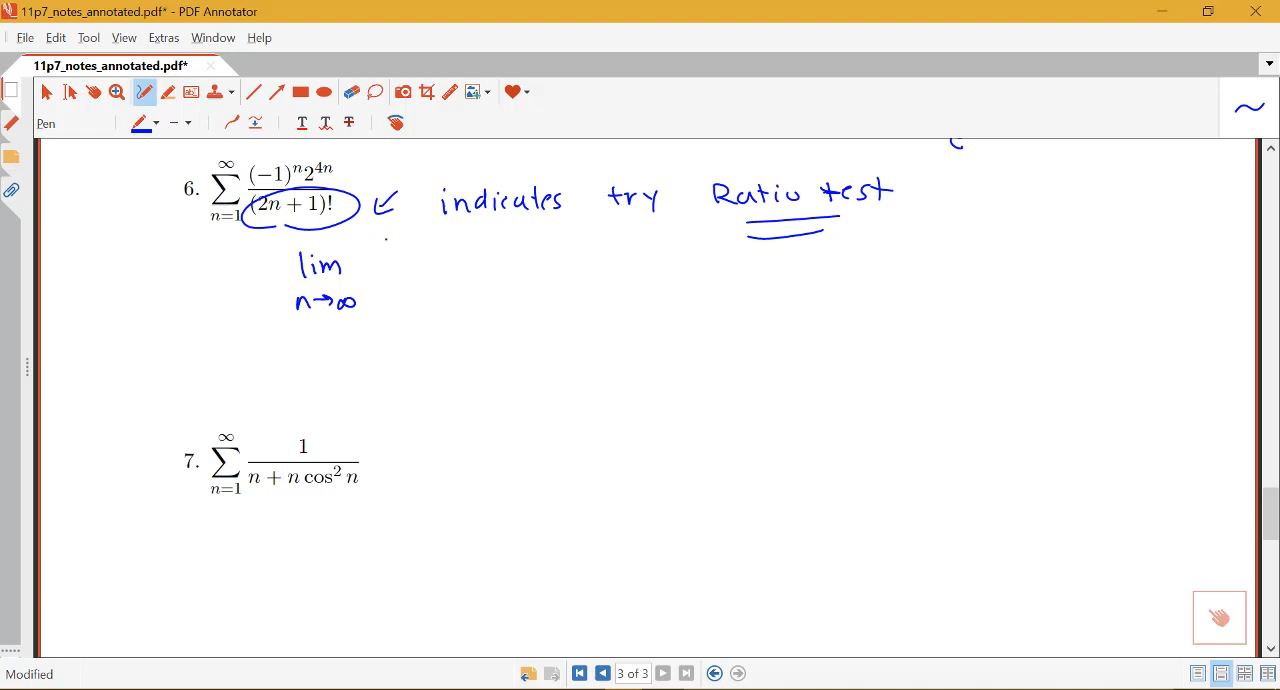 11p7_notes_annotated.pdf* - PDF Annotator
File Edit Tool View Extras Window Help
11p7_notes_annotated.pdf*
Pen
6. ∑_{n=1}^{∞} (-1)^n 2^{4n} / (2n + 1)! indicates try Ratio test
lim
n→∞
7. ∑_{n=1}^{∞} 1 / (n + n cos² n)
Modified 3 of 3